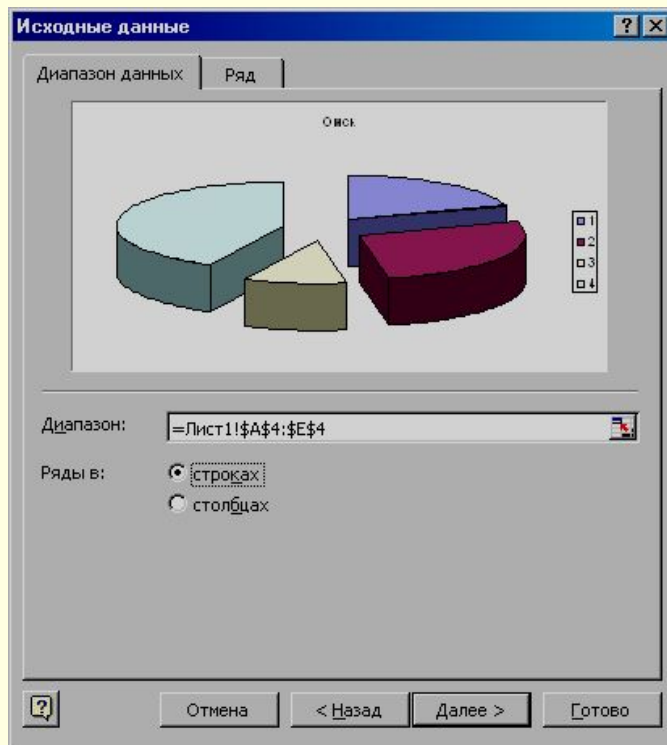 Исходные данные
Диапазон данных
Ряд
Омск
1
2
3
4
Диапазон:
=Лист1!$A$4:$E$4
Ряды в:
строках
столбцах
Отмена
< Назад
Далее >
Готово